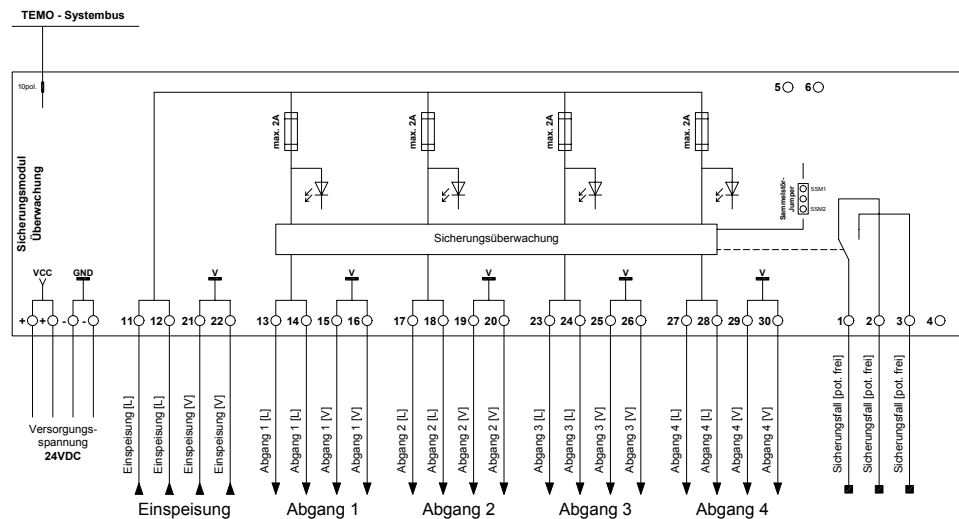 TEMO - Systembus
10pol.
5 6
max. 2A
max. 2A
max. 2A
max. 2A
Sicherungsmodul
Überwachung
Sammelstör-
Jumper
SSM1
SSM2
Sicherungsüberwachung
VCC
GND
V
V
V
V
V
+ + - - 11 12 21 22 13 14 15 16 17 18 19 20 23 24 25 26 27 28 29 30 1 2 3 4
Einspeisung [L]
Einspeisung [L]
Einspeisung [V]
Einspeisung [V]
Abgang 1 [L]
Abgang 1 [L]
Abgang 1 [V]
Abgang 1 [V]
Abgang 2 [L]
Abgang 2 [L]
Abgang 2 [V]
Abgang 2 [V]
Abgang 3 [L]
Abgang 3 [L]
Abgang 3 [V]
Abgang 3 [V]
Abgang 4 [L]
Abgang 4 [L]
Abgang 4 [V]
Abgang 4 [V]
Sicherungsfall [pot. frei]
Sicherungsfall [pot. frei]
Sicherungsfall [pot. frei]
Versorgungs-
spannung
24VDC
Einspeisung
Abgang 1
Abgang 2
Abgang 3
Abgang 4